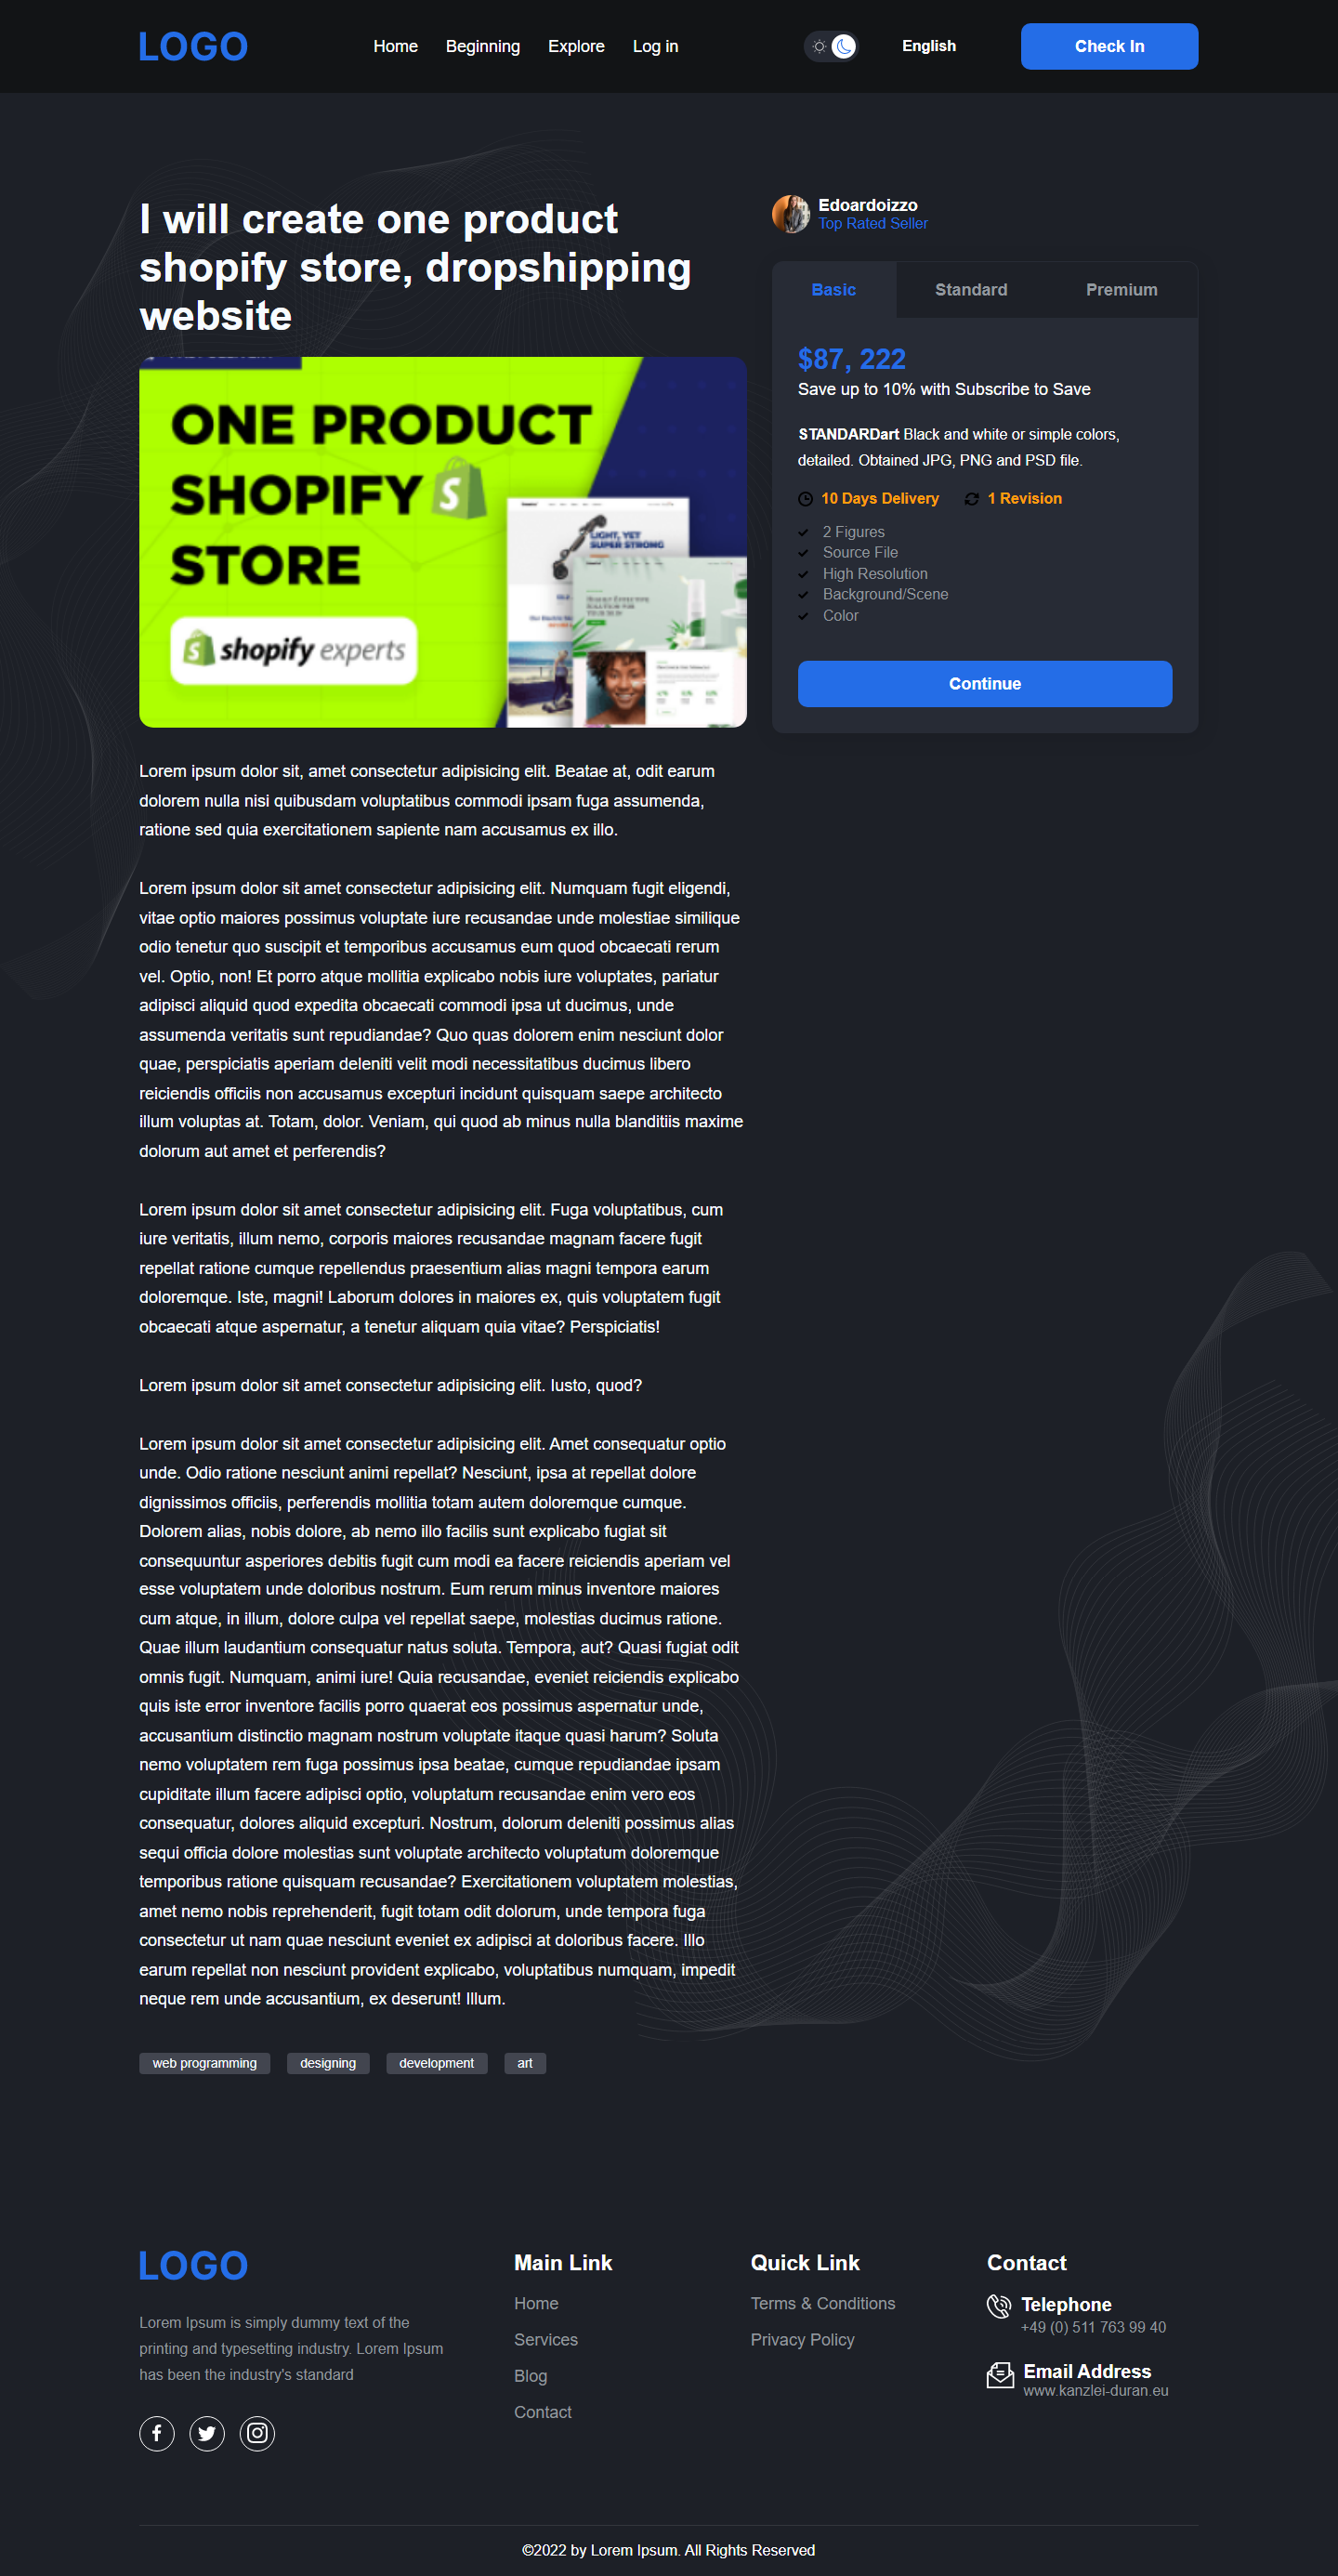 LOGO
Home Beginning Explore Log in
English
Check In
I will create one product
shopify store, dropshipping
website
ONE PRODUCT
SHOPIFY
STORE
shopify experts
LIGHT, YET
SUPER STRONG
Edoardoizzo
Top Rated Seller
Basic Standard Premium
$87, 222
Save up to 10% with Subscribe to Save
STANDARDart Black and white or simple colors,
detailed. Obtained JPG, PNG and PSD file.
10 Days Delivery 1 Revision
2 Figures
Source File
High Resolution
Background/Scene
Color
Continue
Lorem ipsum dolor sit, amet consectetur adipisicing elit. Beatae at, odit earum
dolorem nulla nisi quibusdam voluptatibus commodi ipsam fuga assumenda,
ratione sed quia exercitationem sapiente nam accusamus ex illo.
Lorem ipsum dolor sit amet consectetur adipisicing elit. Numquam fugit eligendi,
vitae optio maiores possimus voluptate iure recusandae unde molestiae similique
odio tenetur quo suscipit et temporibus accusamus eum quod obcaecati rerum
vel. Optio, non! Et porro atque mollitia explicabo nobis iure voluptates, pariatur
adipisci aliquid quod expedita obcaecati commodi ipsa ut ducimus, unde
assumenda veritatis sunt repudiandae? Quo quas dolorem enim nesciunt dolor
quae, perspiciatis aperiam deleniti velit modi necessitatibus ducimus libero
reiciendis officiis non accusamus excepturi incidunt quisquam saepe architecto
illum voluptas at. Totam, dolor. Veniam, qui quod ab minus nulla blanditiis maxime
dolorum aut amet et perferendis?
Lorem ipsum dolor sit amet consectetur adipisicing elit. Fuga voluptatibus, cum
iure veritatis, illum nemo, corporis maiores recusandae magnam facere fugit
repellat ratione cumque repellendus praesentium alias magni tempora earum
doloremque. Iste, magni! Laborum dolores in maiores ex, quis voluptatem fugit
obcaecati atque aspernatur, a tenetur aliquam quia vitae? Perspiciatis!
Lorem ipsum dolor sit amet consectetur adipisicing elit. Iusto, quod?
Lorem ipsum dolor sit amet consectetur adipisicing elit. Amet consequatur optio
unde. Odio ratione nesciunt animi repellat? Nesciunt, ipsa at repellat dolore
dignissimos officiis, perferendis mollitia totam autem doloremque cumque.
Dolorem alias, nobis dolore, ab nemo illo facilis sunt explicabo fugiat sit
consequuntur asperiores debitis fugit cum modi ea facere reiciendis aperiam vel
esse voluptatem unde doloribus nostrum. Eum rerum minus inventore maiores
cum atque, in illum, dolore culpa vel repellat saepe, molestias ducimus ratione.
Quae illum laudantium consequatur natus soluta. Tempora, aut? Quasi fugiat odit
omnis fugit. Numquam, animi iure! Quia recusandae, eveniet reiciendis explicabo
quis iste error inventore facilis porro quaerat eos possimus aspernatur unde,
accusantium distinctio magnam nostrum voluptate itaque quasi harum? Soluta
nemo voluptatem rem fuga possimus ipsa beatae, cumque repudiandae ipsam
cupiditate illum facere adipisci optio, voluptatum recusandae enim vero eos
consequatur, dolores aliquid excepturi. Nostrum, dolorum deleniti possimus alias
sequi officia dolore molestias sunt voluptate architecto voluptatum doloremque
temporibus ratione quisquam recusandae? Exercitationem voluptatem molestias,
amet nemo nobis reprehenderit, fugit totam odit dolorum, unde tempora fuga
consectetur ut nam quae nesciunt eveniet ex adipisci at doloribus facere. Illo
earum repellat non nesciunt provident explicabo, voluptatibus numquam, impedit
neque rem unde accusantium, ex deserunt! Illum.
web programming designing development art
LOGO
Lorem Ipsum is simply dummy text of the
printing and typesetting industry. Lorem Ipsum
has been the industry's standard
Main Link
Home
Services
Blog
Contact
Quick Link
Terms & Conditions
Privacy Policy
Contact
Telephone
+49 (0) 511 763 99 40
Email Address
www.kanzlei-duran.eu
©2022 by Lorem Ipsum. All Rights Reserved